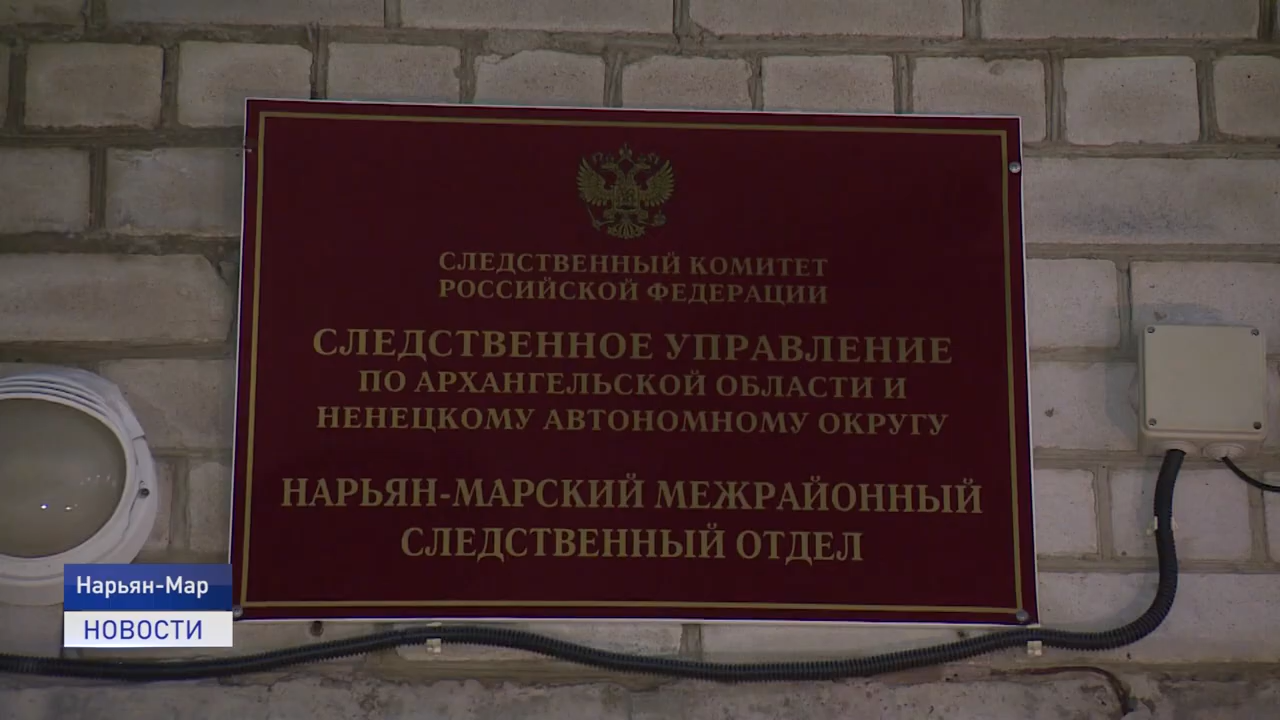 СЛЕДСТВЕННЫЙ КОМИТЕТ
РОССИЙСКОЙ ФЕДЕРАЦИИ
СЛЕДСТВЕННОЕ УПРАВЛЕНИЕ
ПО АРХАНГЕЛЬСКОЙ ОБЛАСТИ И
НЕНЕЦКОМУ АВТОНОМНОМУ ОКРУГУ
НАРЬЯН-МАРСКИЙ МЕЖРАЙОННЫЙ
СЛЕДСТВЕННЫЙ ОТДЕЛ
Нарьян-Мар
НОВОСТИ